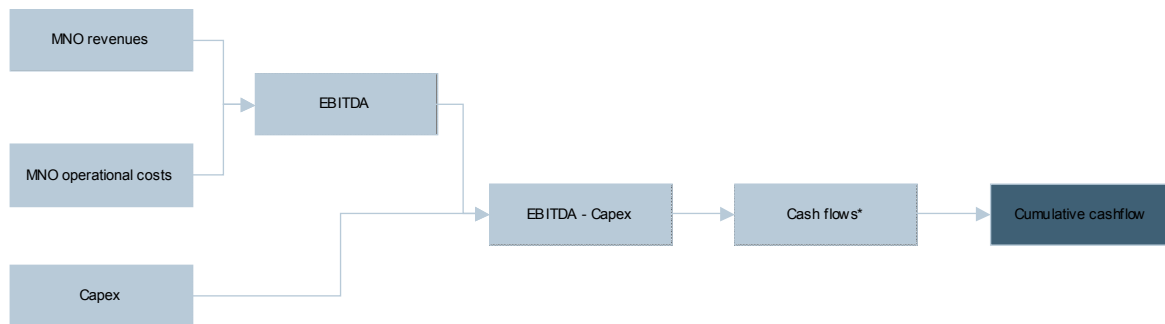 MNO revenues
EBITDA
MNO operational costs
EBITDA - Capex
Cash flows*
Cumulative cashflow
Capex